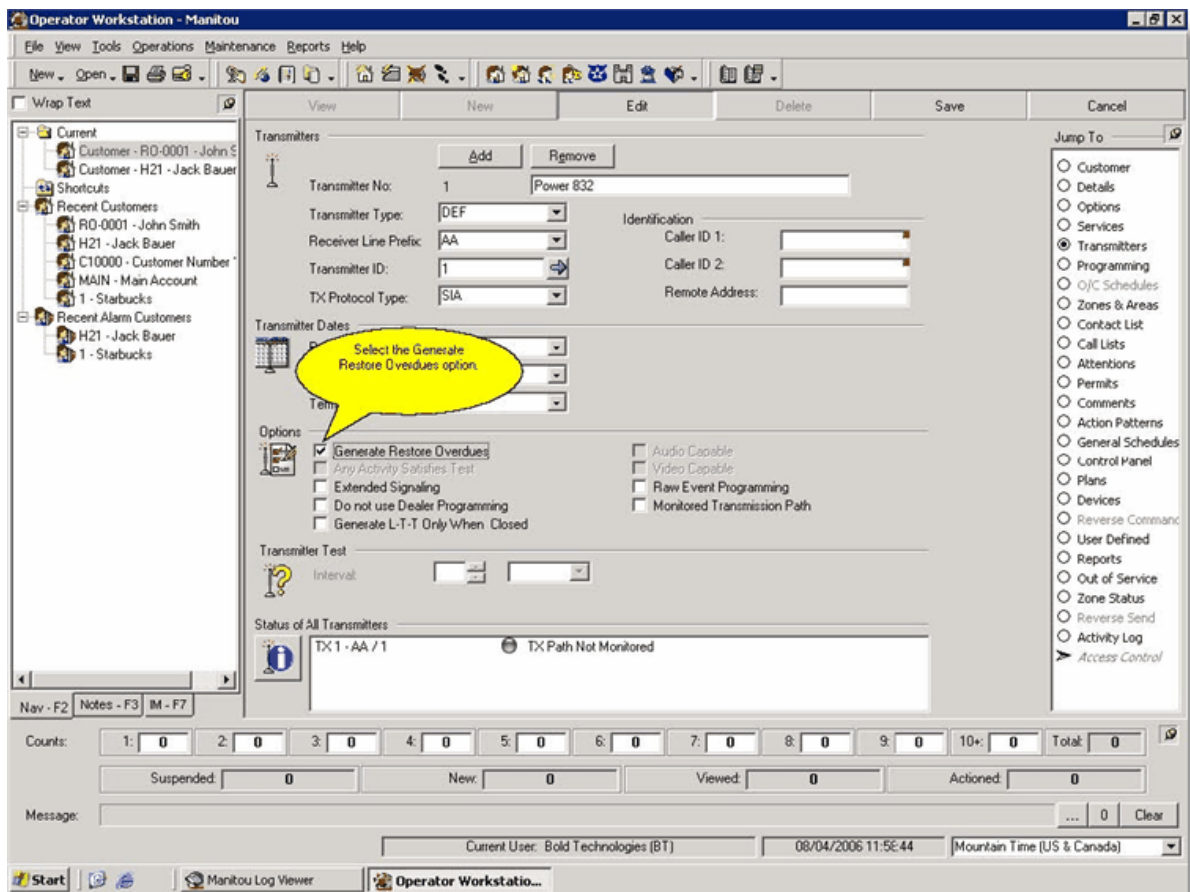 Operator Workstation - Manitou
File View Tools Operations Maintenance Reports Help
New Open
Wrap Text
View New Edit Delete Save Cancel
Current
Customer - RO-0001 - John S
Customer - H21 - Jack Bauer
Shortcuts
Recent Customers
RO-0001 - John Smith
H21 - Jack Bauer
C10000 - Customer Number
MAIN - Main Account
1 - Starbucks
Recent Alarm Customers
H21 - Jack Bauer
1 - Starbucks
Nav - F2 Notes - F3 IM - F7
Transmitters
Add Remove
Transmitter No: 1 Power 832
Transmitter Type: DEF
Receiver Line Prefix: AA
Transmitter ID: 1
TX Protocol Type: SIA
Identification
Caller ID 1:
Caller ID 2:
Remote Address:
Transmitter Dates
Select the Generate
Restore Overdues option.
Options
Generate Restore Overdues
Any Activity Satisfies Test
Extended Signaling
Do not use Dealer Programming
Generate L-T-T Only When Closed
Audio Capable
Video Capable
Raw Event Programming
Monitored Transmission Path
Transmitter Test
Interval:
Status of All Transmitters
TX 1 - AA / 1 TX Path Not Monitored
Jump To
Customer
Details
Options
Services
Transmitters
Programming
O/C Schedules
Zones & Areas
Contact List
Call Lists
Attentions
Permits
Comments
Action Patterns
General Schedules
Control Panel
Plans
Devices
Reverse Command
User Defined
Reports
Out of Service
Zone Status
Reverse Send
Activity Log
Access Control
Counts: 1: 0 2: 0 3: 0 4: 0 5: 0 6: 0 7: 0 8: 0 9: 0 10+: 0 Total: 0
Suspended: 0 New: 0 Viewed: 0 Actioned: 0
Message: ... 0 Clear
Current User: Bold Technologies (BT) 08/04/2006 Mountain Time (US & Canada)
Start Manitou Log Viewer Operator Workstatio...